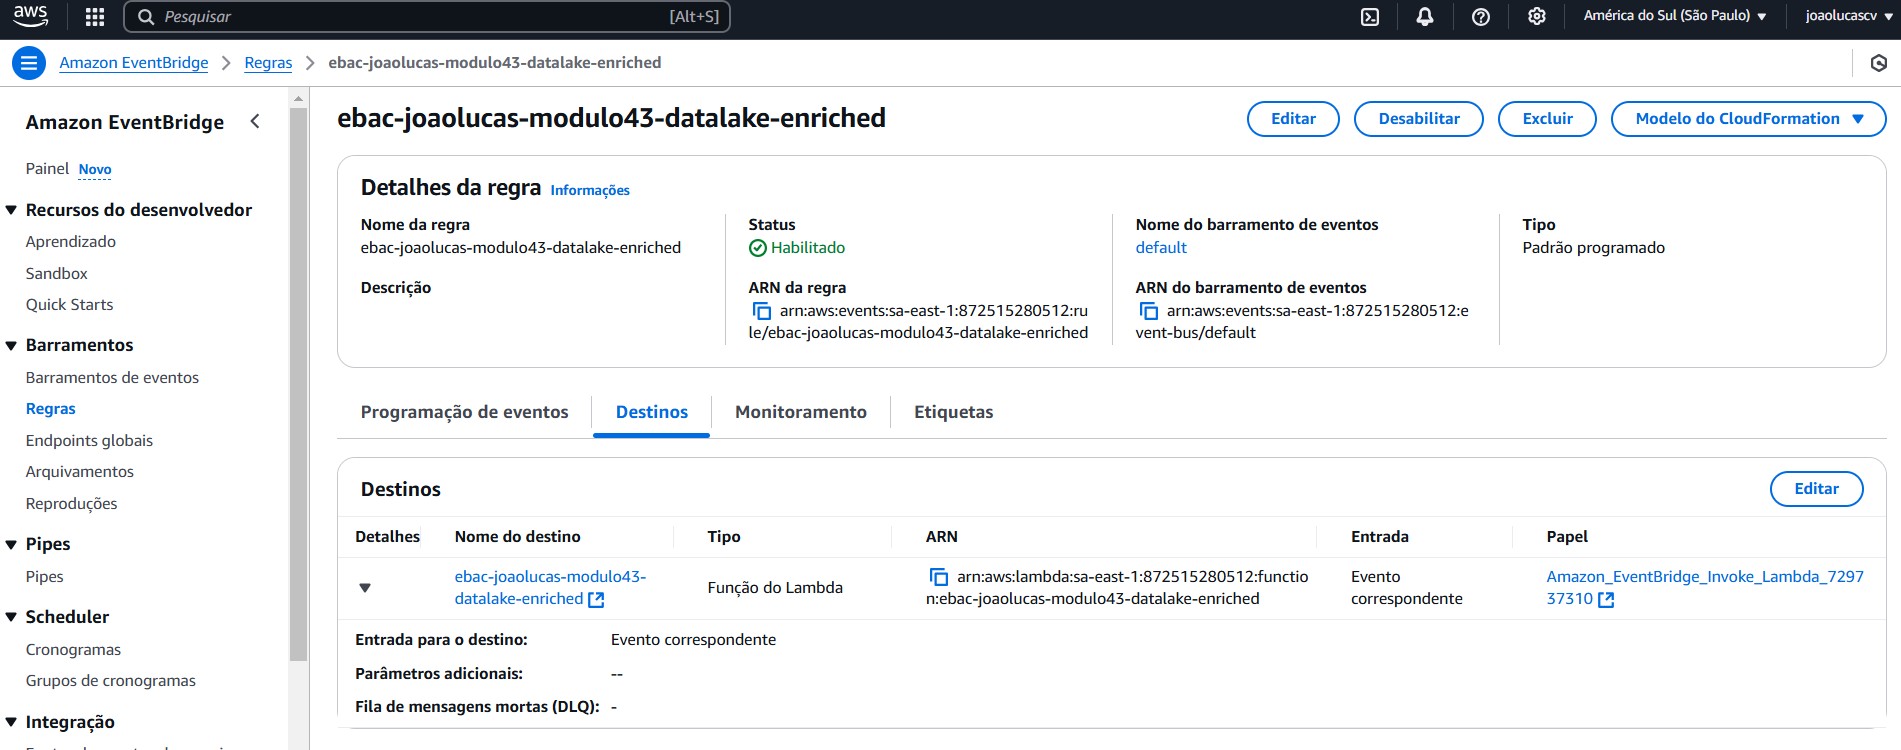 aws
Pesquisar
[Alt+S]
América do Sul (São Paulo)
joaolucascv
Amazon EventBridge
Regras
ebac-joaolucas-modulo43-datalake-enriched
Amazon EventBridge
Painel Novo
Recursos do desenvolvedor
Aprendizado
Sandbox
Quick Starts
Barramentos
Barramentos de eventos
Regras
Endpoints globais
Arquivamentos
Reproduções
Pipes
Pipes
Scheduler
Cronogramas
Grupos de cronogramas
Integração
ebac-joaolucas-modulo43-datalake-enriched
Editar
Desabilitar
Excluir
Modelo do CloudFormation
Detalhes da regra Informações
Nome da regra
ebac-joaolucas-modulo43-datalake-enriched
Descrição
Status
Habilitado
ARN da regra
arn:aws:events:sa-east-1:872515280512:ru
le/ebac-joaolucas-modulo43-datalake-enriched
Nome do barramento de eventos
default
ARN do barramento de eventos
arn:aws:events:sa-east-1:872515280512:e
vent-bus/default
Tipo
Padrão programado
Programação de eventos
Destinos
Monitoramento
Etiquetas
Destinos
Editar
Detalhes
Nome do destino
Tipo
ARN
Entrada
Papel
ebac-joaolucas-modulo43-
datalake-enriched
Função do Lambda
arn:aws:lambda:sa-east-1:872515280512:functio
n:ebac-joaolucas-modulo43-datalake-enriched
Evento
correspondente
Amazon_EventBridge_Invoke_Lambda_7297
37310
Entrada para o destino: Evento correspondente
Parâmetros adicionais: --
Fila de mensagens mortas (DLQ): -